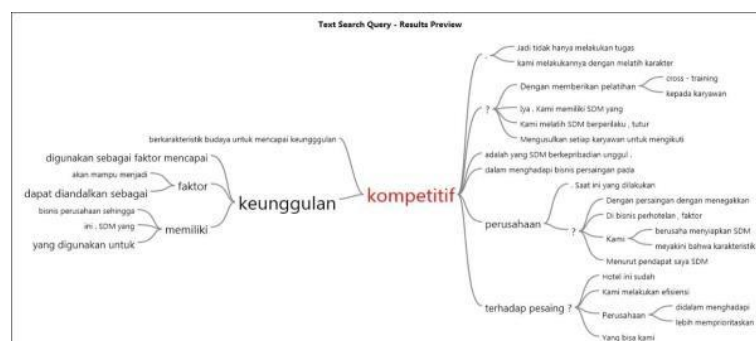 Text Search Query - Results Preview
berkarakteristik budaya untuk mencapai keungggulan
digunakan sebagai faktor mencapai
akan mampu menjadi
dapat diandalkan sebagai
faktor
bisnis perusahaan sehingga
ini . SDM yang
yang digunakan untuk
memiliki
keunggulan
kompetitif
.
Jadi tidak hanya melakukan tugas
kami melakukannya dengan melatih karakter
?
Dengan memberikan pelatihan
cross - training
kepada karyawan
Iya . Kami memiliki SDM yang
Kami melatih SDM berperilaku , tutur
Mengusulkan setiap karyawan untuk mengikuti
adalah yang SDM berkepribadian unggul .
dalam menghadapi bisnis persaingan pada
perusahaan
. Saat ini yang dilakukan
?
Dengan persaingan dengan menegakkan
Di bisnis perhotelan , faktor
Kami
berusaha menyiapkan SDM
meyakini bahwa karakteristik
Menurut pendapat saya SDM
terhadap pesaing ?
Hotel ini sudah
Kami melakukan efisiensi
Perusahaan
didalam menghadapi
lebih memprioritaskan
Yang bisa kami